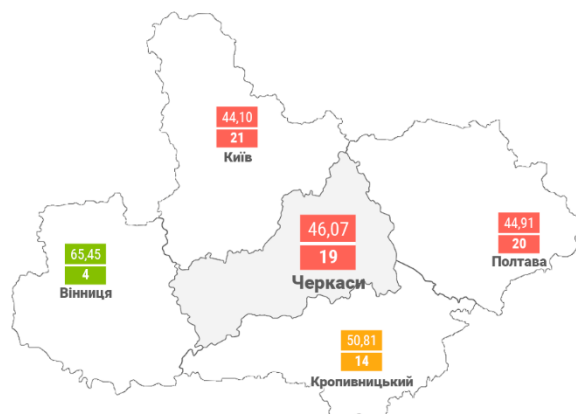 44,10
21
Київ
46,07
19
Черкаси
44,91
20
Полтава
65,45
4
Вінниця
50,81
14
Кропивницький